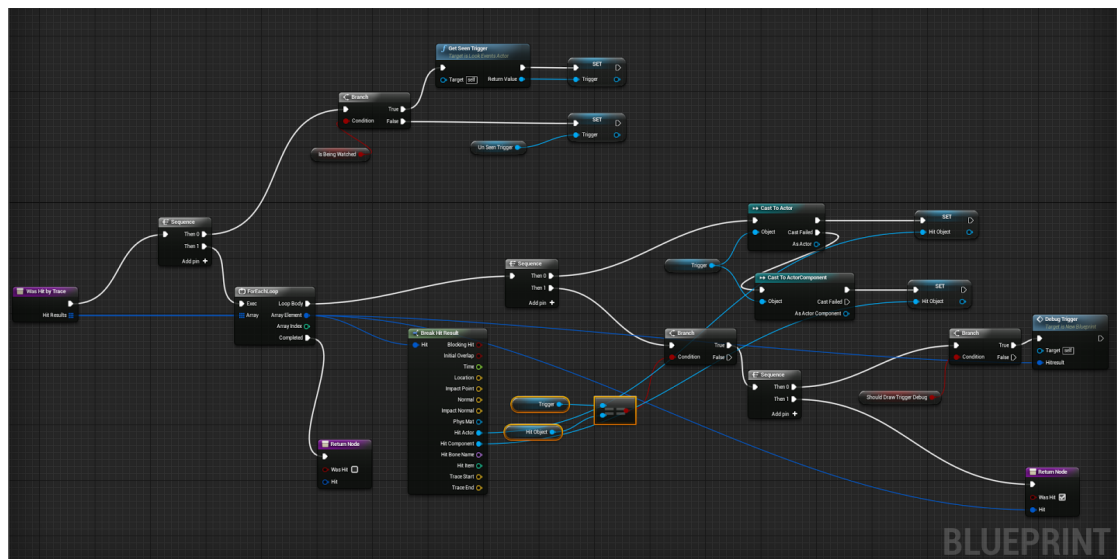 Get Seen Trigger
Target is Look Events Actor
Target self
Return Value
SET
Trigger
Branch
True
Condition
False
SET
Trigger
Is Being Watched
Un Seen Trigger
Sequence
Then 0
Then 1
Add pin +
Was Hit by Trace
Hit Results
ForEachLoop
Exec
Loop Body
Array
Array Element
Array Index
Completed
Sequence
Then 0
Then 1
Add pin +
Cast To Actor
Object
Cast Failed
As Actor
SET
Hit Object
Trigger
Cast To ActorComponent
Object
Cast Failed
As Actor Component
SET
Hit Object
Break Hit Result
Hit
Blocking Hit
Initial Overlap
Time
Location
Impact Point
Normal
Impact Normal
Phys Mat
Hit Actor
Hit Component
Hit Bone Name
Hit Item
Trace Start
Trace End
Trigger
Hit Object
==
Branch
True
Condition
False
Sequence
Then 0
Then 1
Add pin +
Branch
True
Condition
False
Should Draw Trigger Debug
Debug Trigger
Target is New Blueprint
Target self
Hitresult
Return Node
Was Hit
Hit
Return Node
Was Hit
Hit
BLUEPRINT